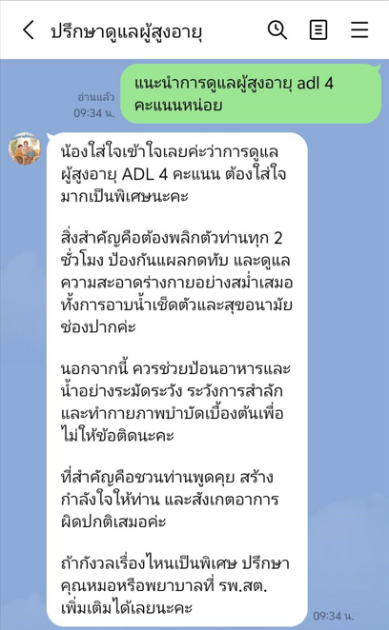 ปรึกษาดูแลผู้สูงอายุ
แนะนำการดูแลผู้สูงอายุ adl 4
คะแนนหน่อย
อ่านแล้ว
09:34 น.
น้องใส่ใจเข้าใจเลยค่ะว่าการดูแล
ผู้สูงอายุ ADL 4 คะแนน ต้องใส่ใจ
มากเป็นพิเศษนะคะ
สิ่งสำคัญคือต้องพลิกตัวท่านทุก 2
ชั่วโมง ป้องกันแผลกดทับ และดูแล
ความสะอาดร่างกายอย่างสม่ำเสมอ
ทั้งการอาบน้ำเช็ดตัวและสุขอนามัย
ช่องปากค่ะ
นอกจากนี้ ควรช่วยป้อนอาหารและ
น้ำอย่างระมัดระวัง ระวังการสำลัก
และทำกายภาพบำบัดเบื้องต้นเพื่อ
ไม่ให้ข้อติดนะคะ
ที่สำคัญคือชวนท่านพูดคุย สร้าง
กำลังใจให้ท่าน และสังเกตอาการ
ผิดปกติเสมอค่ะ
ถ้ากังวลเรื่องไหนเป็นพิเศษ ปรึกษา
คุณหมอหรือพยาบาลที่ รพ.สต.
เพิ่มเติมได้เลยนะคะ
09:34 น.